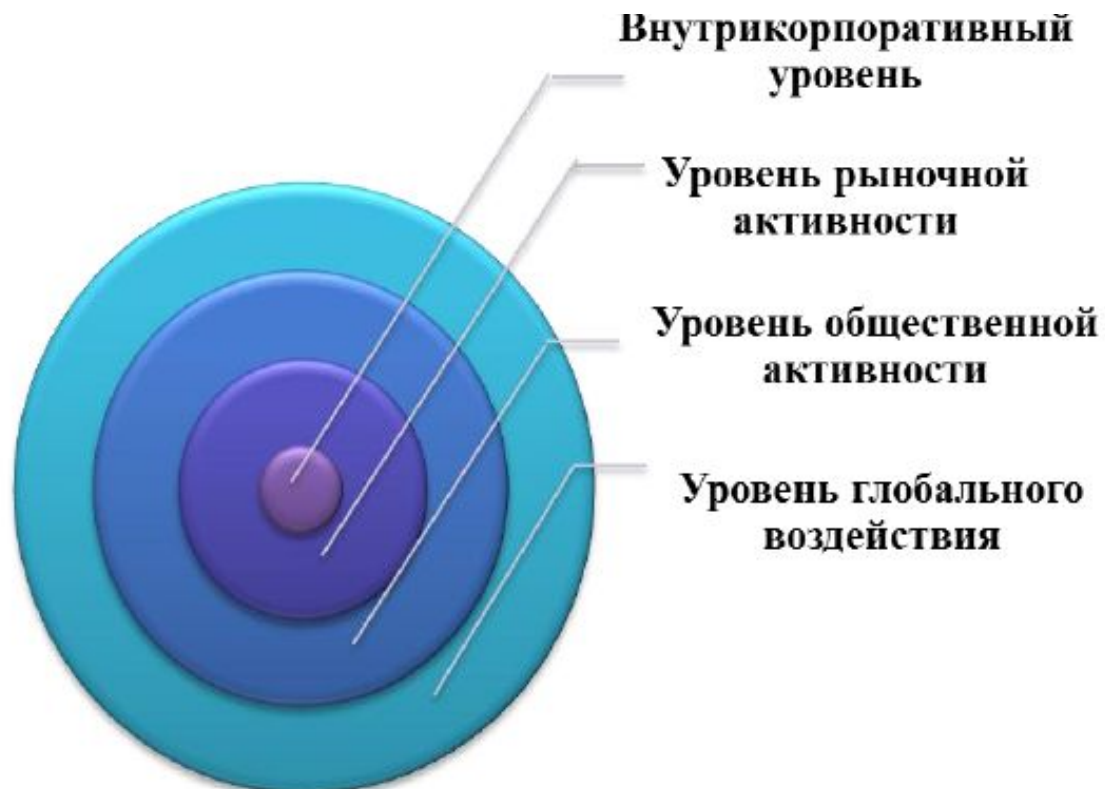 Внутрикорпоративный
уровень
Уровень рыночной
активности
Уровень общественной
активности
Уровень глобального
воздействия